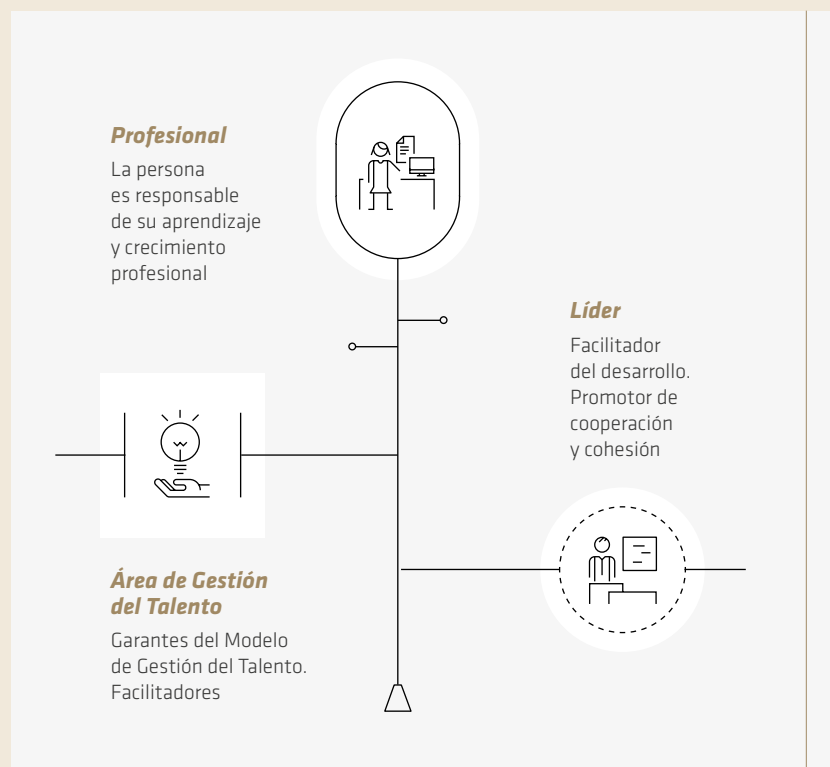 Profesional
La persona
es responsable
de su aprendizaje
y crecimiento
profesional
Líder
Facilitador
del desarrollo.
Promotor de
cooperación
y cohesión
Área de Gestión
del Talento
Garantes del Modelo
de Gestión del Talento.
Facilitadores